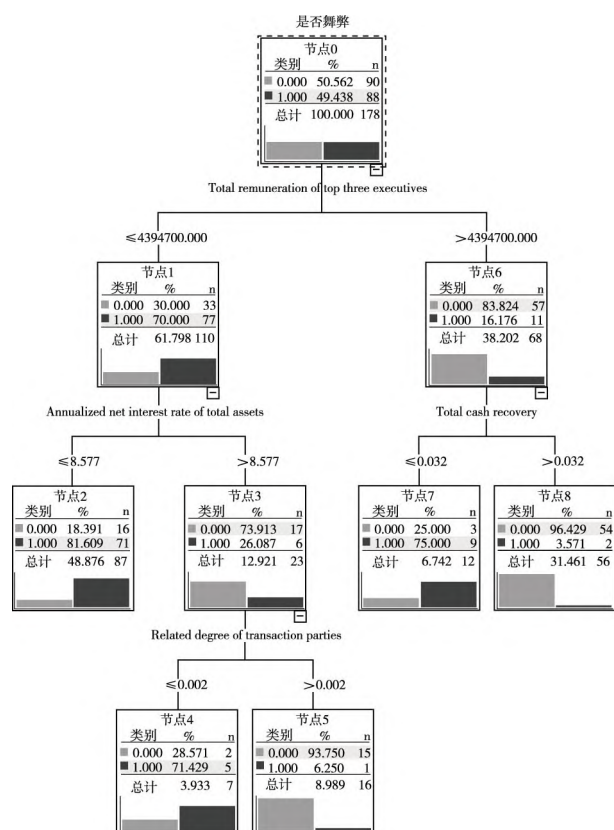 是否舞弊
节点0
类别 % n
0.000 50.562 90
1.000 49.438 88
总计 100.000 178
Total remuneration of top three executives
≤4394700.000 >4394700.000
节点1
类别 % n
0.000 30.000 33
1.000 70.000 77
总计 61.798 110
节点6
类别 % n
0.000 83.824 57
1.000 16.176 11
总计 38.202 68
Annualized net interest rate of total assets
Total cash recovery
≤8.577 >8.577
≤0.032 >0.032
节点2
类别 % n
0.000 18.391 16
1.000 81.609 71
总计 48.876 87
节点3
类别 % n
0.000 73.913 17
1.000 26.087 6
总计 12.921 23
节点7
类别 % n
0.000 25.000 3
1.000 75.000 9
总计 6.742 12
节点8
类别 % n
0.000 96.429 54
1.000 3.571 2
总计 31.461 56
Related degree of transaction parties
≤0.002 >0.002
节点4
类别 % n
0.000 28.571 2
1.000 71.429 5
总计 3.933 7
节点5
类别 % n
0.000 93.750 15
1.000 6.250 1
总计 8.989 16